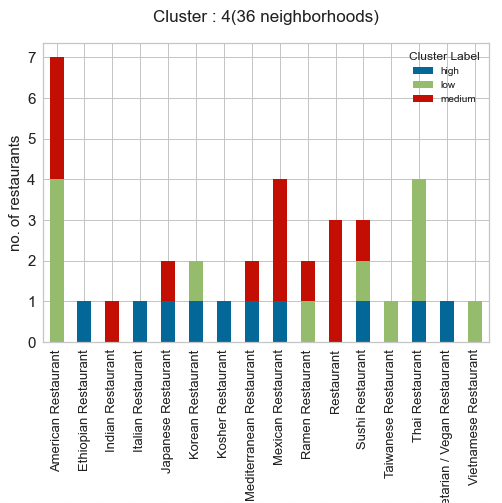 Cluster : 4(36 neighborhoods)
Cluster Label
high
low
medium
no. of restaurants
7
6
5
4
3
2
1
0
American Restaurant
Ethiopian Restaurant
Indian Restaurant
Italian Restaurant
Japanese Restaurant
Korean Restaurant
Kosher Restaurant
Mediterranean Restaurant
Mexican Restaurant
Ramen Restaurant
Restaurant
Sushi Restaurant
Taiwanese Restaurant
Thai Restaurant
etarian / Vegan Restaurant
Vietnamese Restaurant